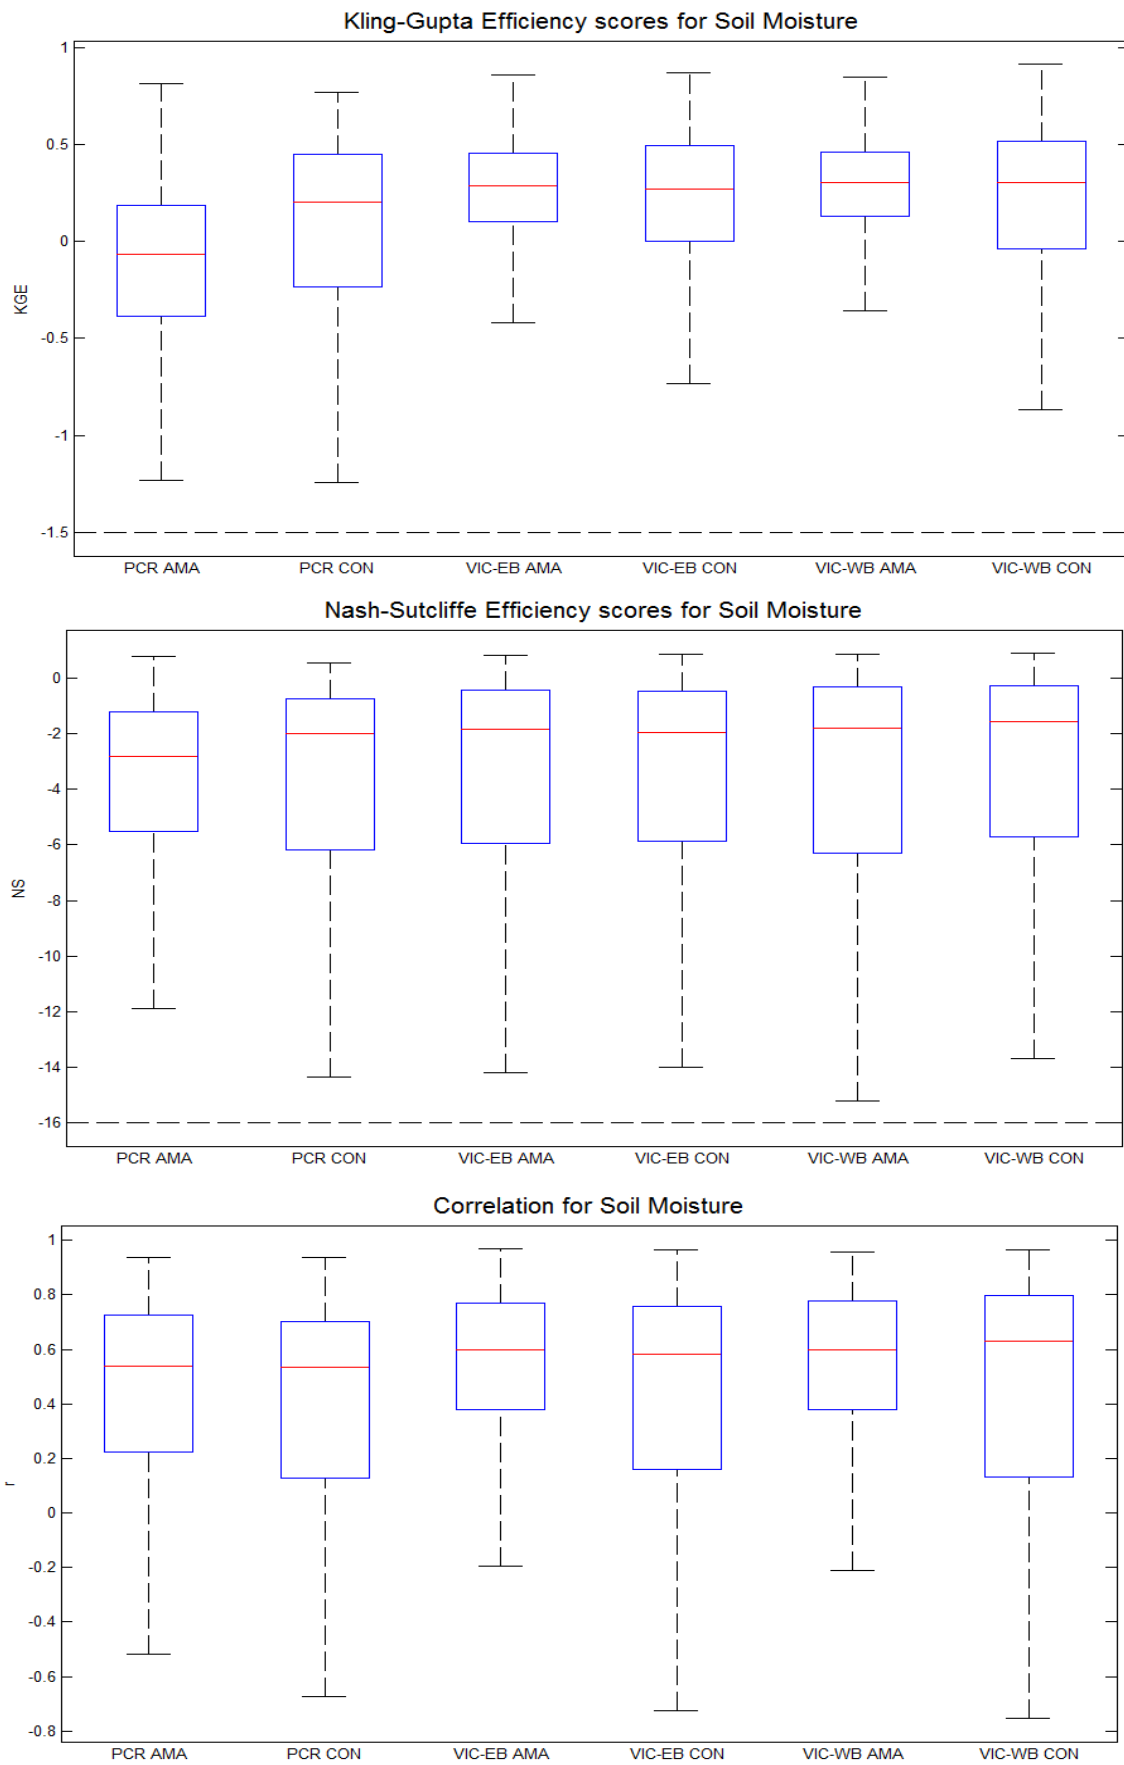 Kling-Gupta Efficiency scores for Soil Moisture
1
0.5
0
-0.5
-1
-1.5
KGE
PCR AMA PCR CON VIC-EB AMA VIC-EB CON VIC-WB AMA VIC-WB CON
Nash-Sutcliffe Efficiency scores for Soil Moisture
0
-2
-4
-6
-8
-10
-12
-14
-16
NS
PCR AMA PCR CON VIC-EB AMA VIC-EB CON VIC-WB AMA VIC-WB CON
Correlation for Soil Moisture
1
0.8
0.6
0.4
0.2
0
-0.2
-0.4
-0.6
-0.8
r
PCR AMA PCR CON VIC-EB AMA VIC-EB CON VIC-WB AMA VIC-WB CON